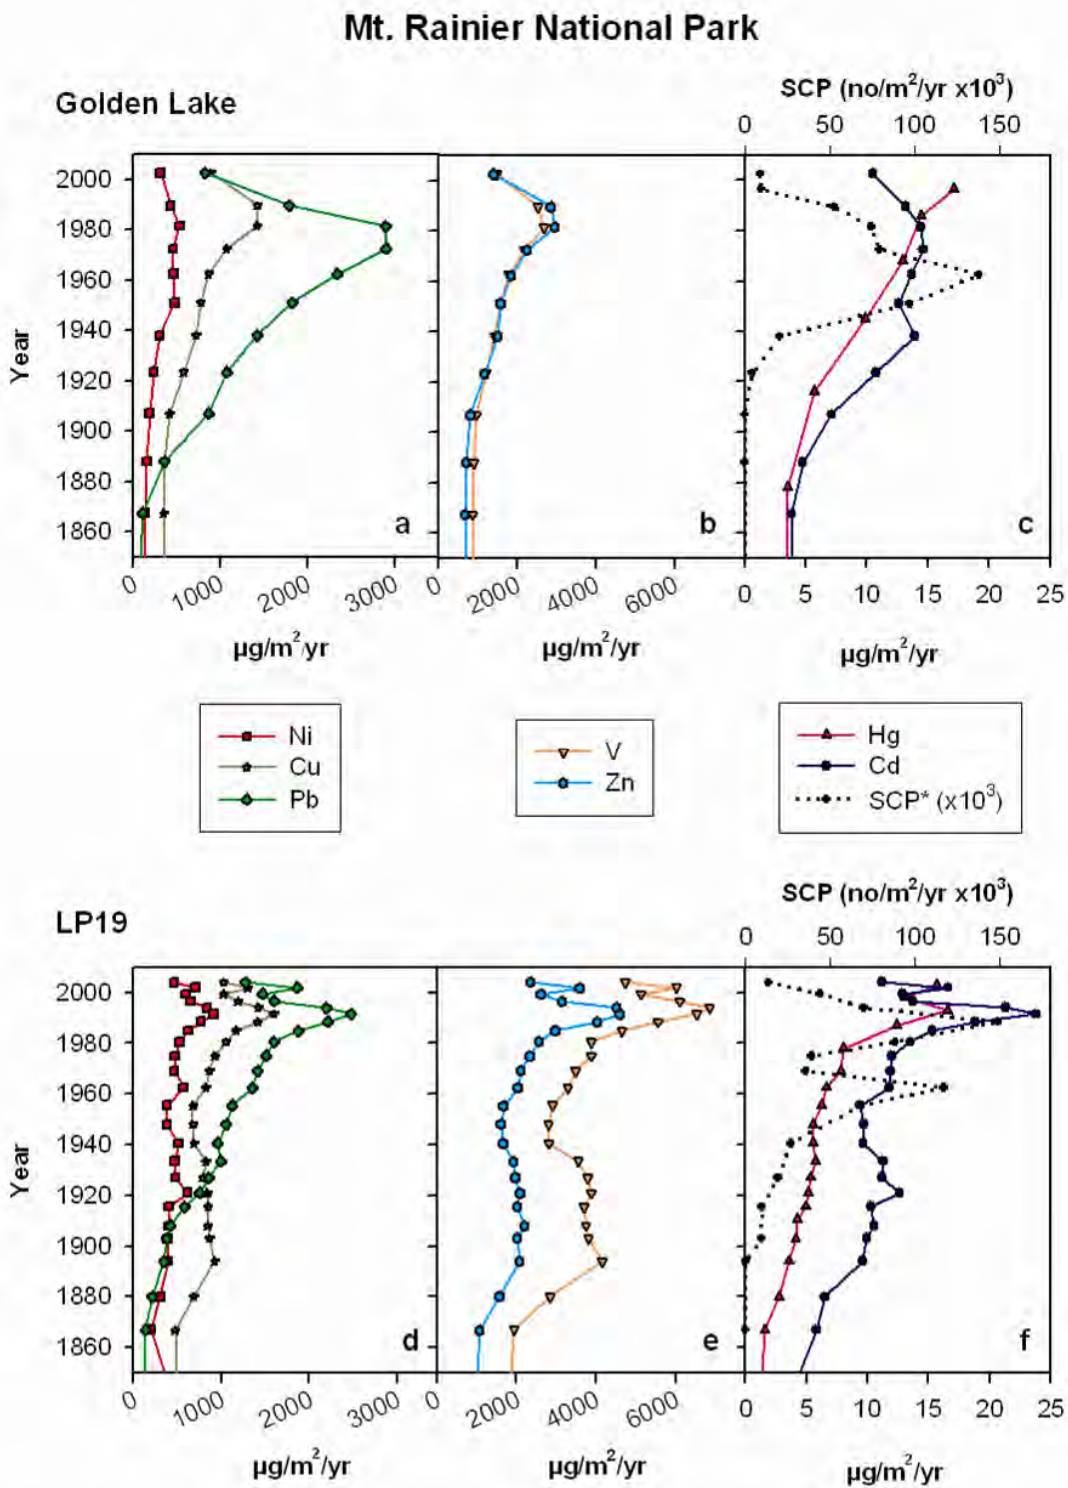 Mt. Rainier National Park
Golden Lake
SCP (no/m²/yr x10³)
0 50 100 150
Year
2000
1980
1960
1940
1920
1900
1880
1860
a
b
c
0 1000 2000 3000
0 2000 4000 6000
5 10 15 20 25
µg/m²/yr
µg/m²/yr
µg/m²/yr
Ni
Cu
Pb
V
Zn
Hg
Cd
SCP* (x10³)
LP19
SCP (no/m²/yr x10³)
0 50 100 150
Year
2000
1980
1960
1940
1920
1900
1880
1860
d
e
f
0 1000 2000 3000
0 2000 4000 6000
0 5 10 15 20 25
µg/m²/yr
µg/m²/yr
µg/m²/yr